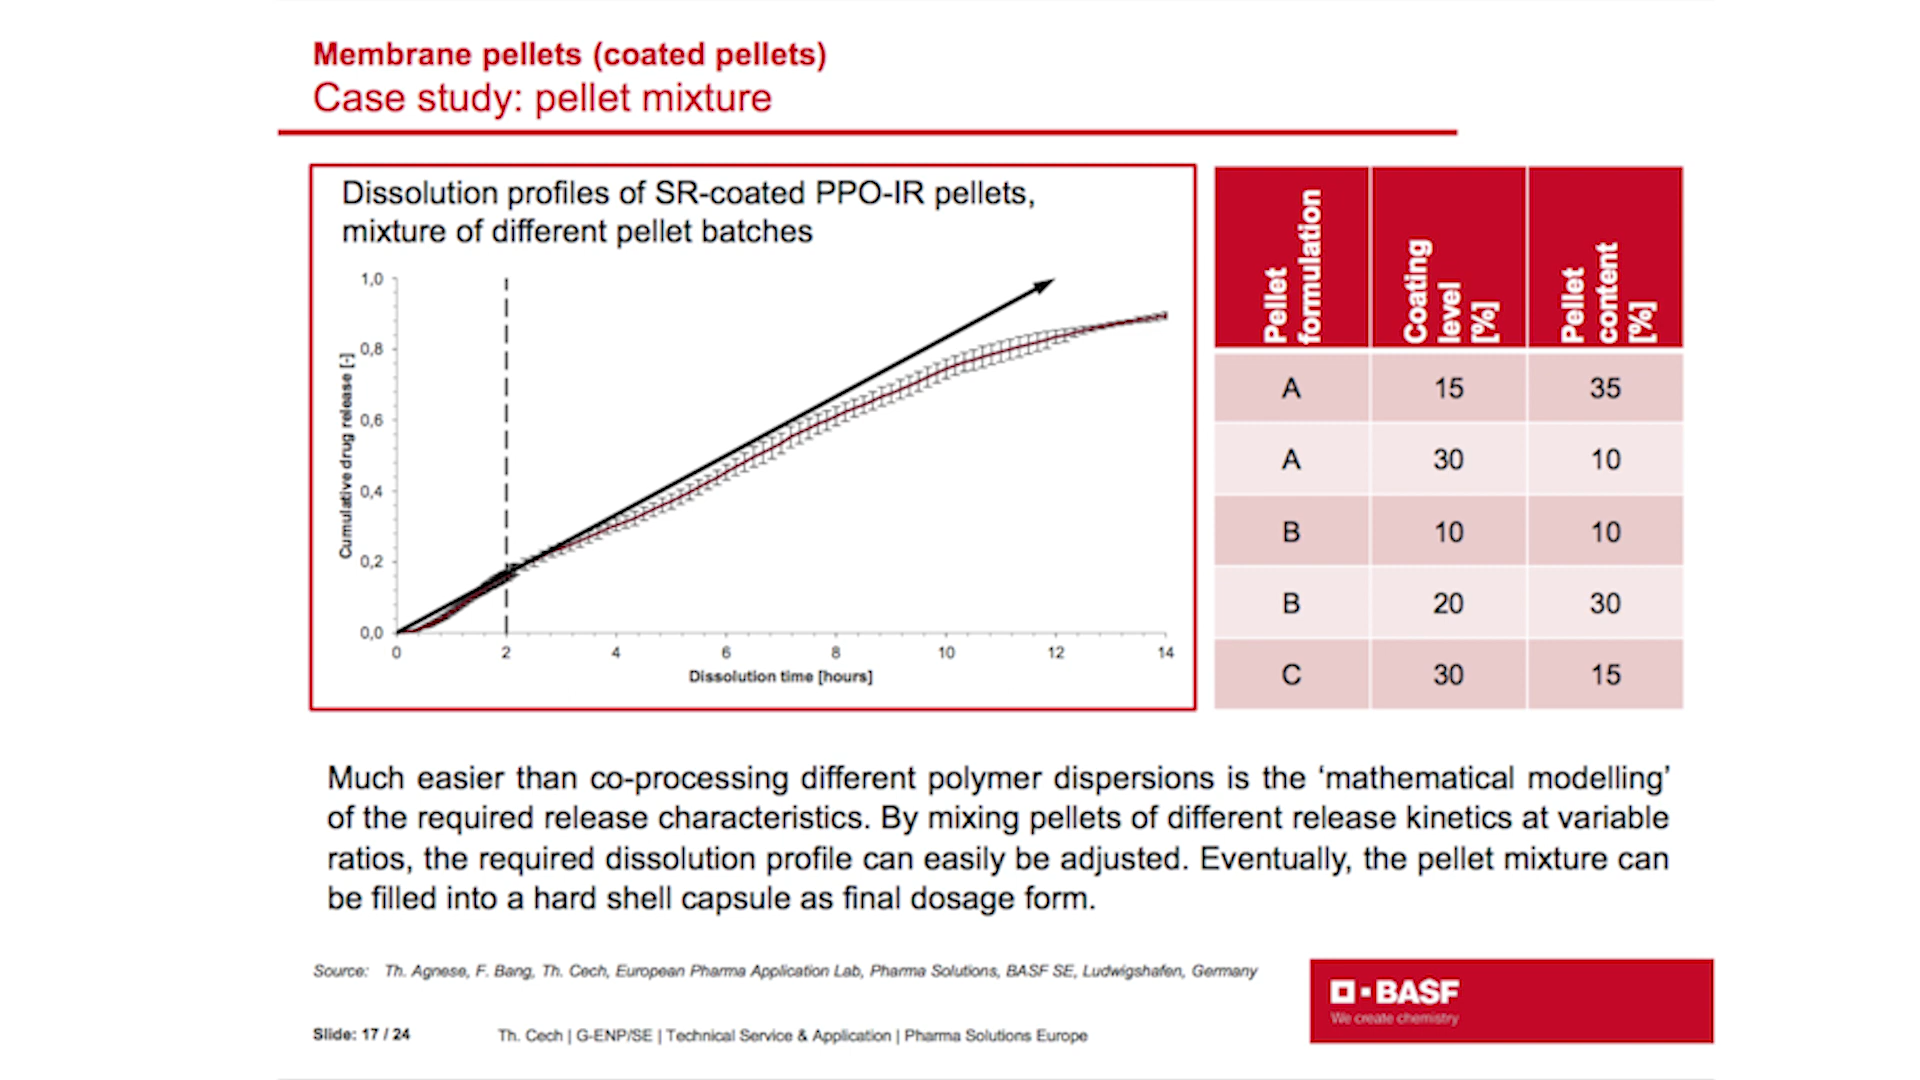 Membrane pellets (coated pellets)
Case study: pellet mixture
Dissolution profiles of SR-coated PPO-IR pellets,
mixture of different pellet batches
Cumulative drug release [-]
1,0
0,8
0,6
0,4
0,2
0,0
0 2 4 6 8 10 12 14
Dissolution time [hours]
Pellet formulation Coating level [%] Pellet content [%]
A 15 35
A 30 10
B 10 10
B 20 30
C 30 15
Much easier than co-processing different polymer dispersions is the ‘mathematical modelling’
of the required release characteristics. By mixing pellets of different release kinetics at variable
ratios, the required dissolution profile can easily be adjusted. Eventually, the pellet mixture can
be filled into a hard shell capsule as final dosage form.
Source: Th. Agnese, F. Bang, Th. Cech, European Pharma Application Lab, Pharma Solutions, BASF SE, Ludwigshafen, Germany
BASF
We create chemistry
Slide: 17 / 24 Th. Cech | G-ENP/SE | Technical Service & Application | Pharma Solutions Europe